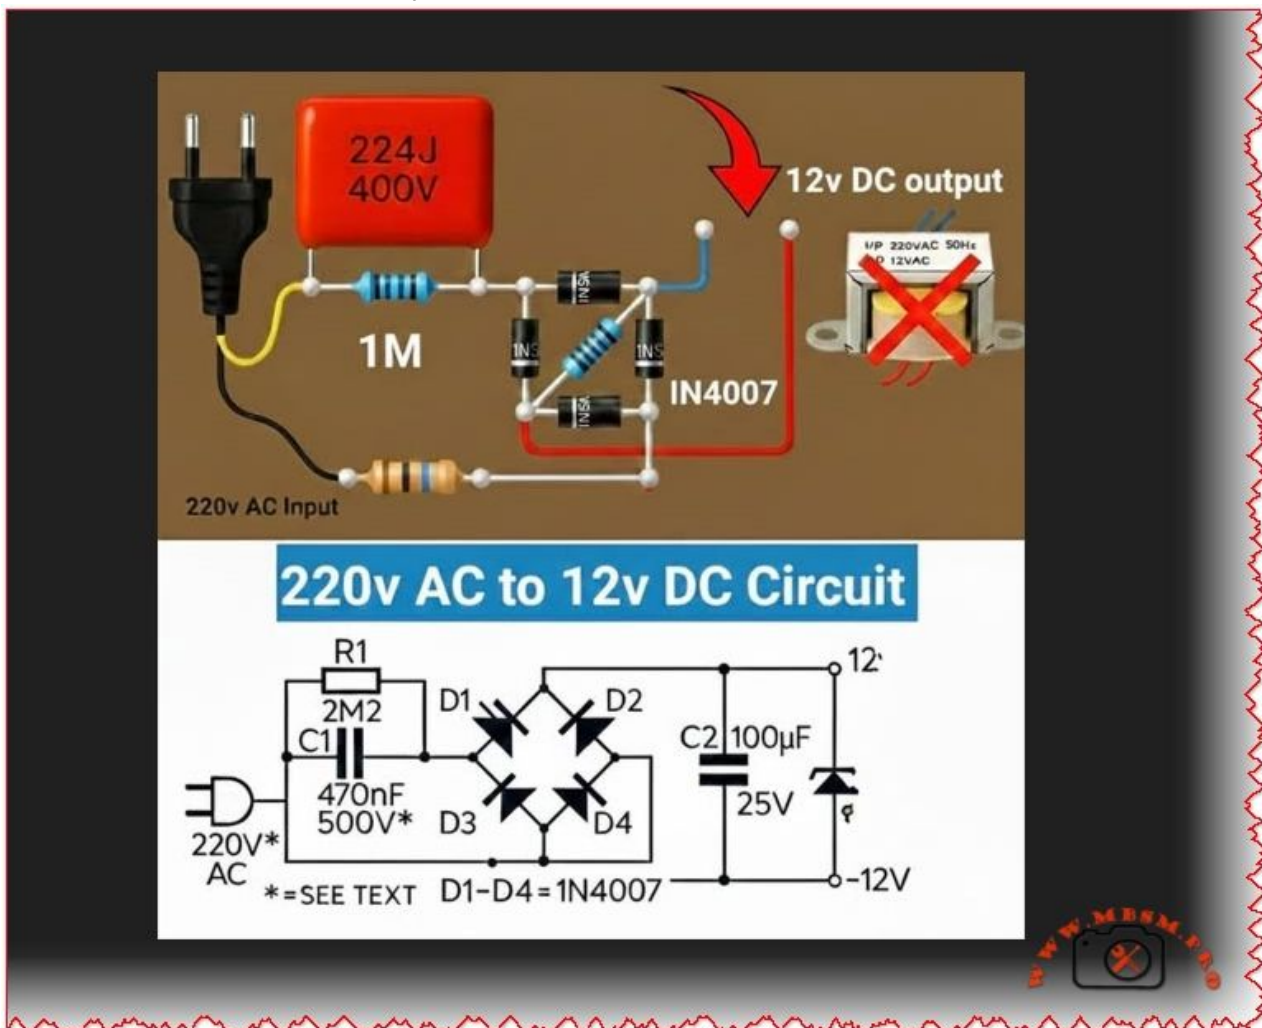 224J
400V
12v DC output
I/P 220VAC 50Hz
12VAC
1M
IN4007
220v AC Input
220v AC to 12v DC Circuit
R1
2M2
D1
D2
12
C1
C2 100µF
470nF
500V*
25V
D3
D4
220V*
AC
-12V
*=SEE TEXT D1-D4=1N4007
WWW.MBSM.PRO